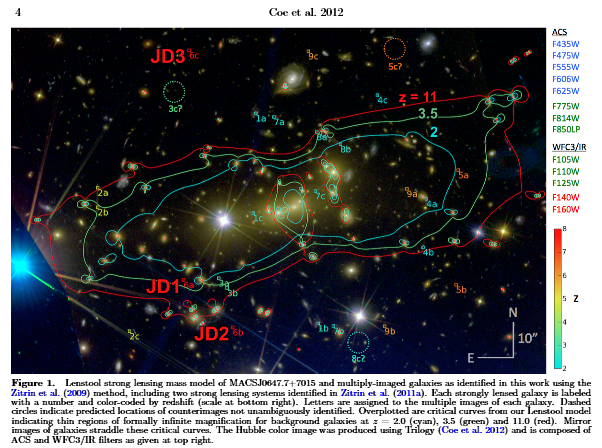 4
Coe et al. 2012
JD3 6c
9c
5c?
3c?
4c
z = 11
3.5
2
1a 7a
8a
8b
2a
2b
7c
1c
5a
9a
4a
4b
JD1 6a
3a
3b
5b
JD2 6b
2c
1b
9b
8c?
N
E
10"
ACS
F435W
F475W
F555W
F606W
F625W
F775W
F814W
F850LP
WFC3/IR
F105W
F110W
F125W
F140W
F160W
8
7
6
5
Z
4
3
2
Figure 1. Lenstool strong lensing mass model of MACSJ0647.7+7015 and multiply-imaged galaxies as identified in this work using the
Zitrin et al. (2009) method, including two strong lensing systems identified in Zitrin et al. (2011a). Each strongly lensed galaxy is labeled
with a number and color-coded by redshift (scale at bottom right). Letters are assigned to the multiple images of each galaxy. Dashed
circles indicate predicted locations of counterimages not unambiguously identified. Overplotted are critical curves from our Lenstool model
indicating thin regions of formally infinite magnification for background galaxies at z = 2.0 (cyan), 3.5 (green) and 11.0 (red). Mirror
images of galaxies straddle these critical curves. The Hubble color image was produced using Trilogy (Coe et al. 2012) and is composed of
ACS and WFC3/IR filters as given at top right.